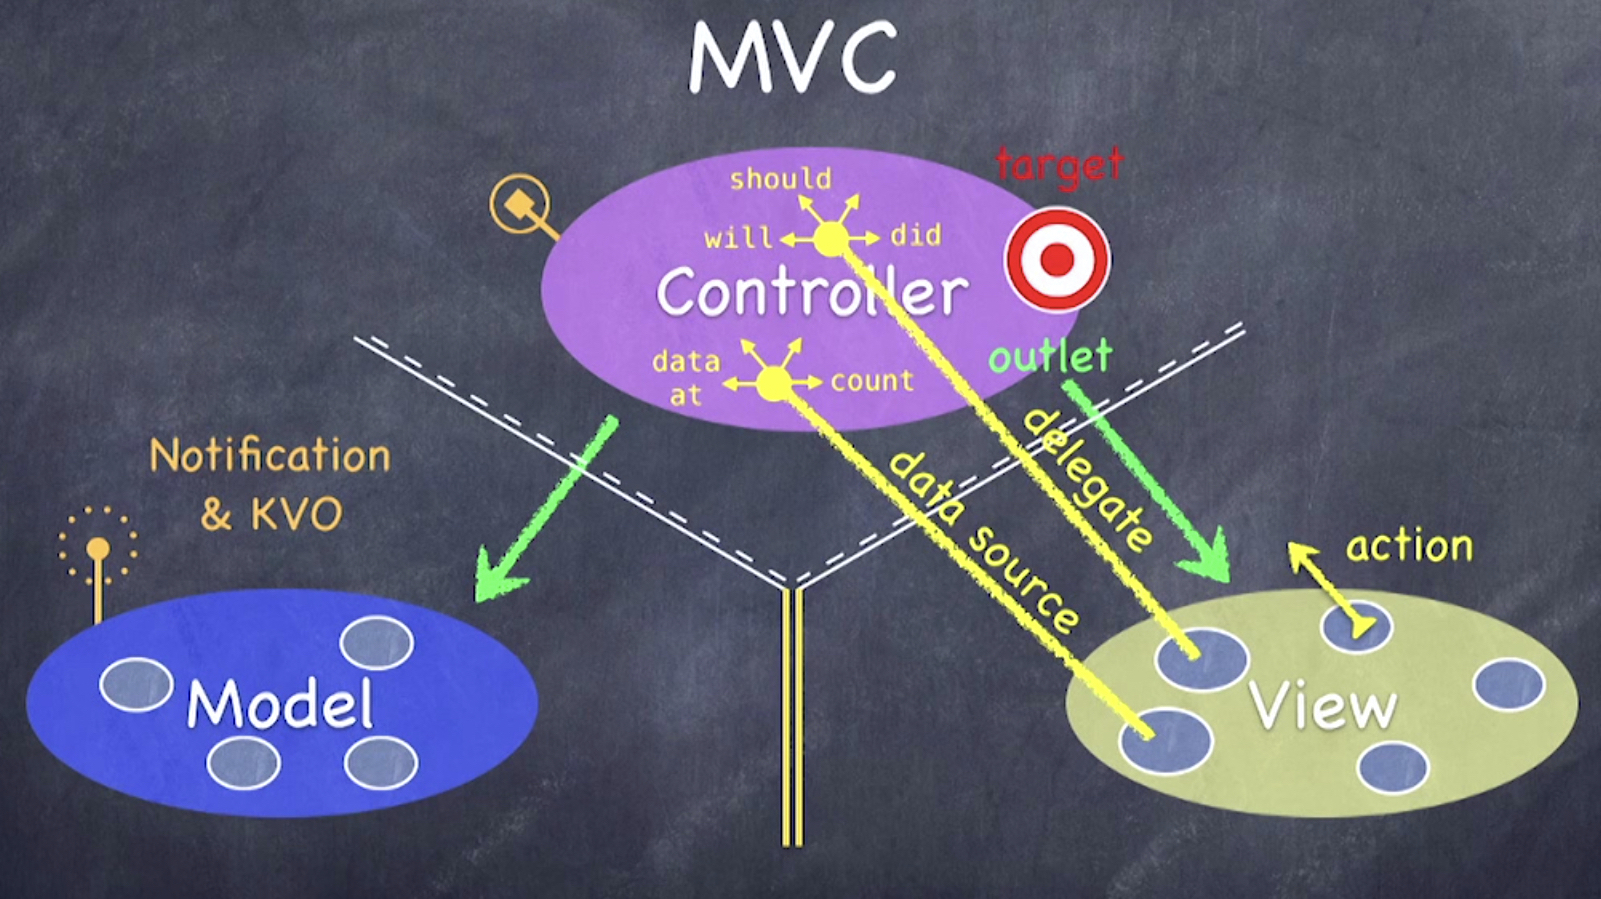 MVC
target
should
will
did
Controller
outlet
data
at
count
delegate
data source
Notification
& KVO
action
Model
View